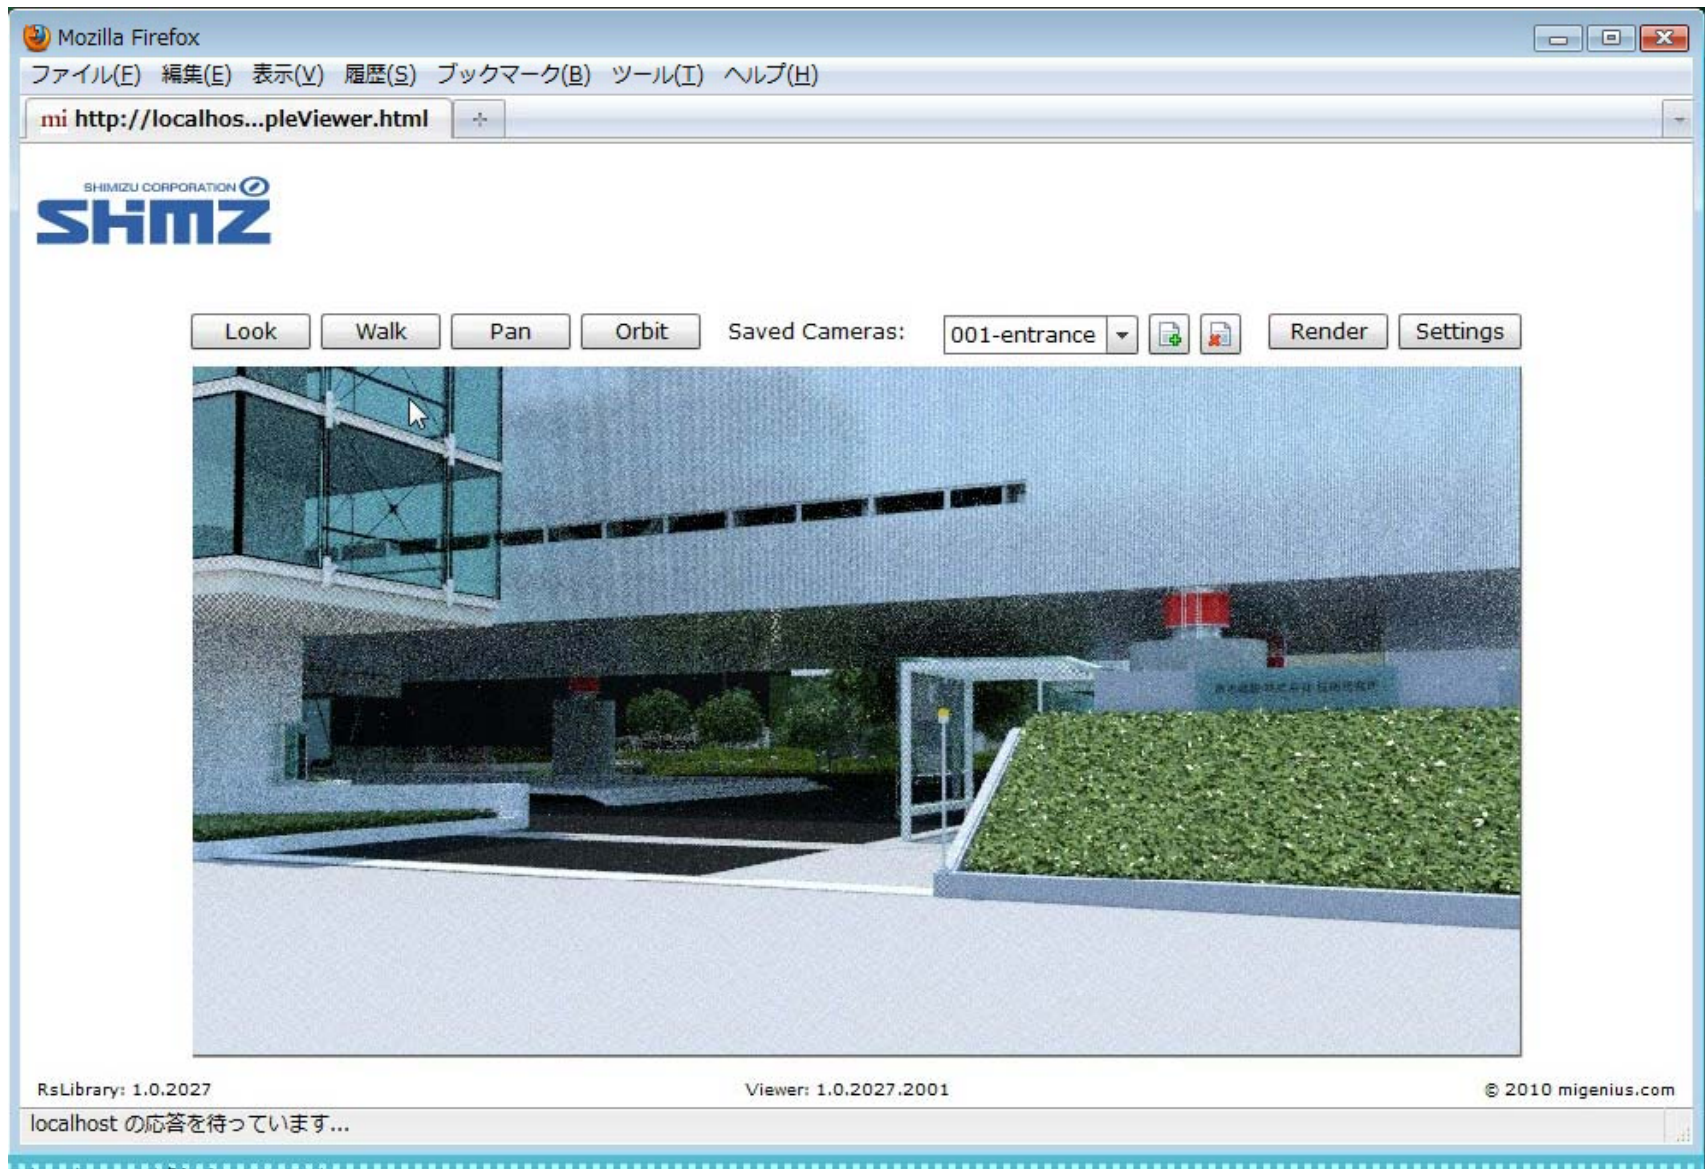 Mozilla Firefox
ファイル(F) 編集(E) 表示(V) 履歴(S) ブックマーク(B) ツール(T) ヘルプ(H)
mi http://localhos...pleViewer.html
SHIMIZU CORPORATION
SHimZ
Look Walk Pan Orbit Saved Cameras: 001-entrance Render Settings
RsLibrary: 1.0.2027 Viewer: 1.0.2027.2001 © 2010 migenius.com
localhost の応答を待っています...